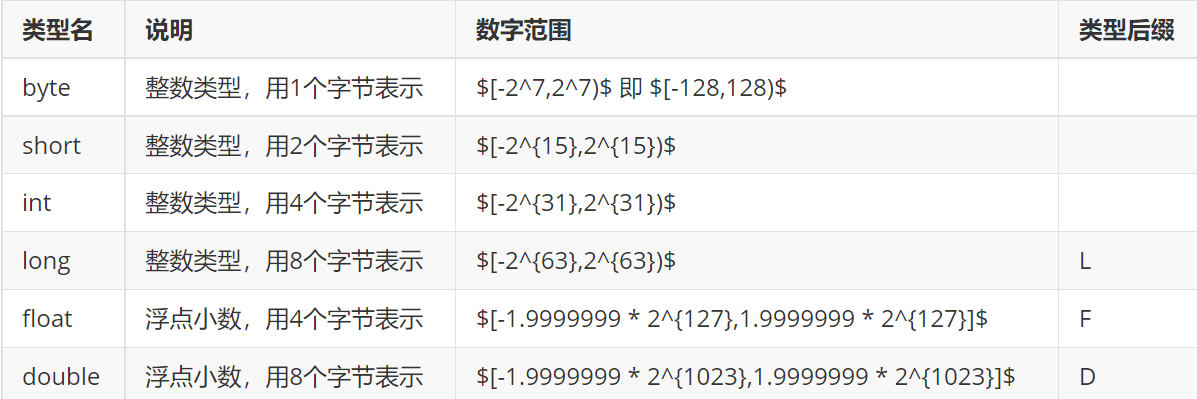 类型名 说明 数字范围 类型后缀
byte 整数类型，用1个字节表示 $[-2^7,2^7)$ 即 $[-128,128)$
short 整数类型，用2个字节表示 $[-2^{15},2^{15})$
int 整数类型，用4个字节表示 $[-2^{31},2^{31})$
long 整数类型，用8个字节表示 $[-2^{63},2^{63})$ L
float 浮点小数，用4个字节表示 $[-1.9999999 * 2^{127},1.9999999 * 2^{127}]$ F
double 浮点小数，用8个字节表示 $[-1.9999999 * 2^{1023},1.9999999 * 2^{1023}]$ D